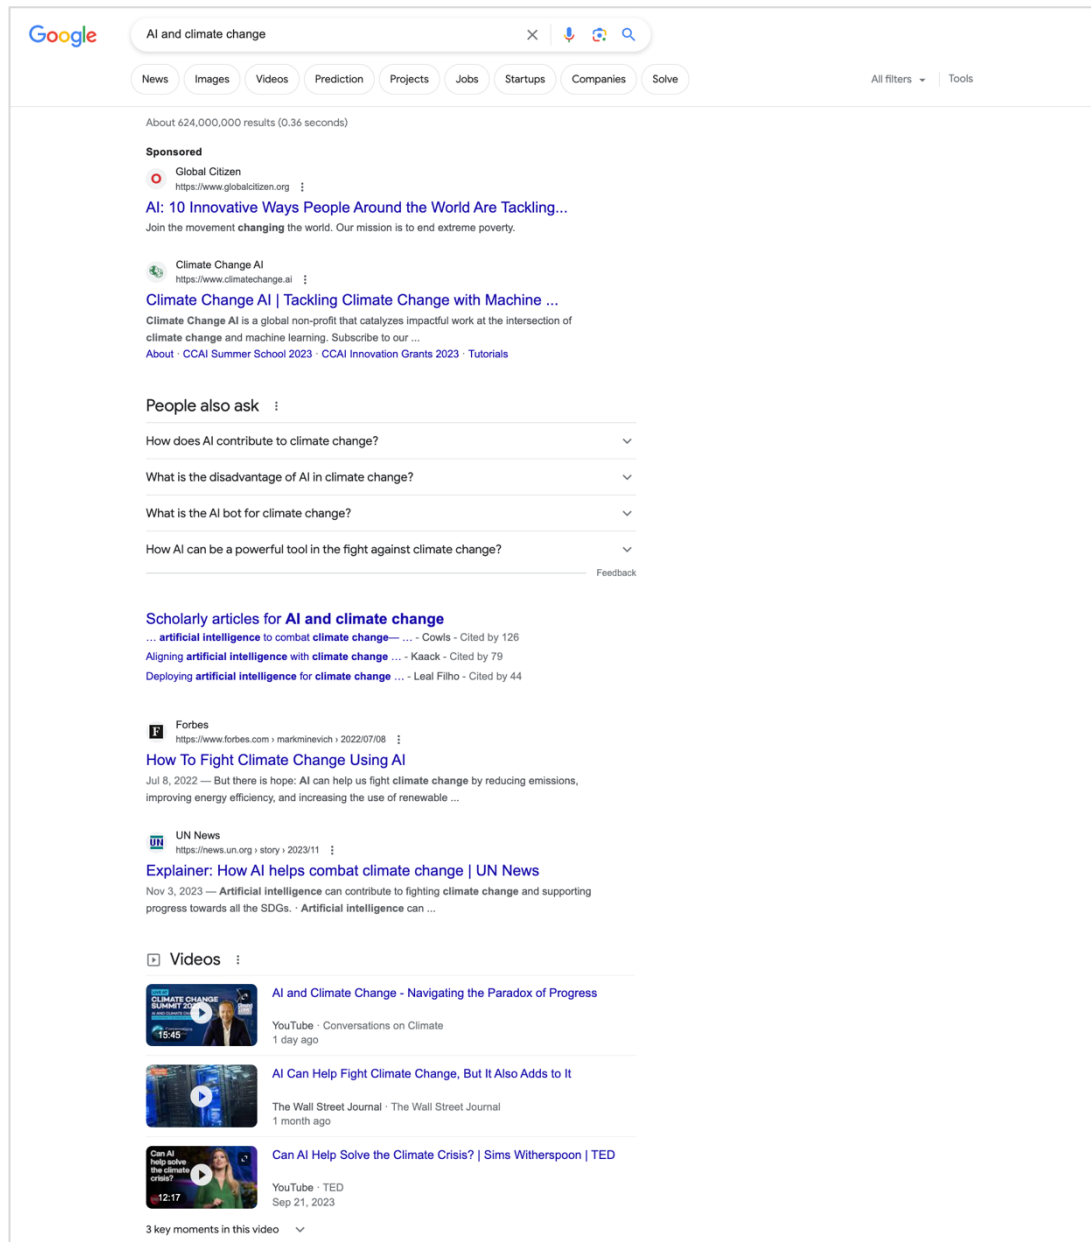 Google
AI and climate change
News Images Videos Prediction Projects Jobs Startups Companies Solve All filters Tools
About 624,000,000 results (0.36 seconds)
Sponsored
Global Citizen
https://www.globalcitizen.org
AI: 10 Innovative Ways People Around the World Are Tackling...
Join the movement changing the world. Our mission is to end extreme poverty.
Climate Change AI
https://www.climatechange.ai
Climate Change AI | Tackling Climate Change with Machine ...
Climate Change AI is a global non-profit that catalyzes impactful work at the intersection of
climate change and machine learning. Subscribe to our ...
About · CCAI Summer School 2023 · CCAI Innovation Grants 2023 · Tutorials
People also ask
How does AI contribute to climate change?
What is the disadvantage of AI in climate change?
What is the AI bot for climate change?
How AI can be a powerful tool in the fight against climate change?
Feedback
Scholarly articles for AI and climate change
... artificial intelligence to combat climate change— ... - Cowls - Cited by 126
Aligning artificial intelligence with climate change ... - Kaack - Cited by 79
Deploying artificial intelligence for climate change ... - Leal Filho - Cited by 44
F
Forbes
https://www.forbes.com › markminevich › 2022/07/08
How To Fight Climate Change Using AI
Jul 8, 2022 — But there is hope: AI can help us fight climate change by reducing emissions,
improving energy efficiency, and increasing the use of renewable ...
UN
UN News
https://news.un.org › story › 2023/11
Explainer: How AI helps combat climate change | UN News
Nov 3, 2023 — Artificial intelligence can contribute to fighting climate change and supporting
progress towards all the SDGs. · Artificial intelligence can ...
Videos
CLIMATE CHANGE
SUMMIT
15:45
AI and Climate Change - Navigating the Paradox of Progress
YouTube · Conversations on Climate
1 day ago
AI Can Help Fight Climate Change, But It Also Adds to It
The Wall Street Journal · The Wall Street Journal
1 month ago
Can AI
help solve
the climate
crisis?
12:17
Can AI Help Solve the Climate Crisis? | Sims Witherspoon | TED
YouTube · TED
Sep 21, 2023
3 key moments in this video